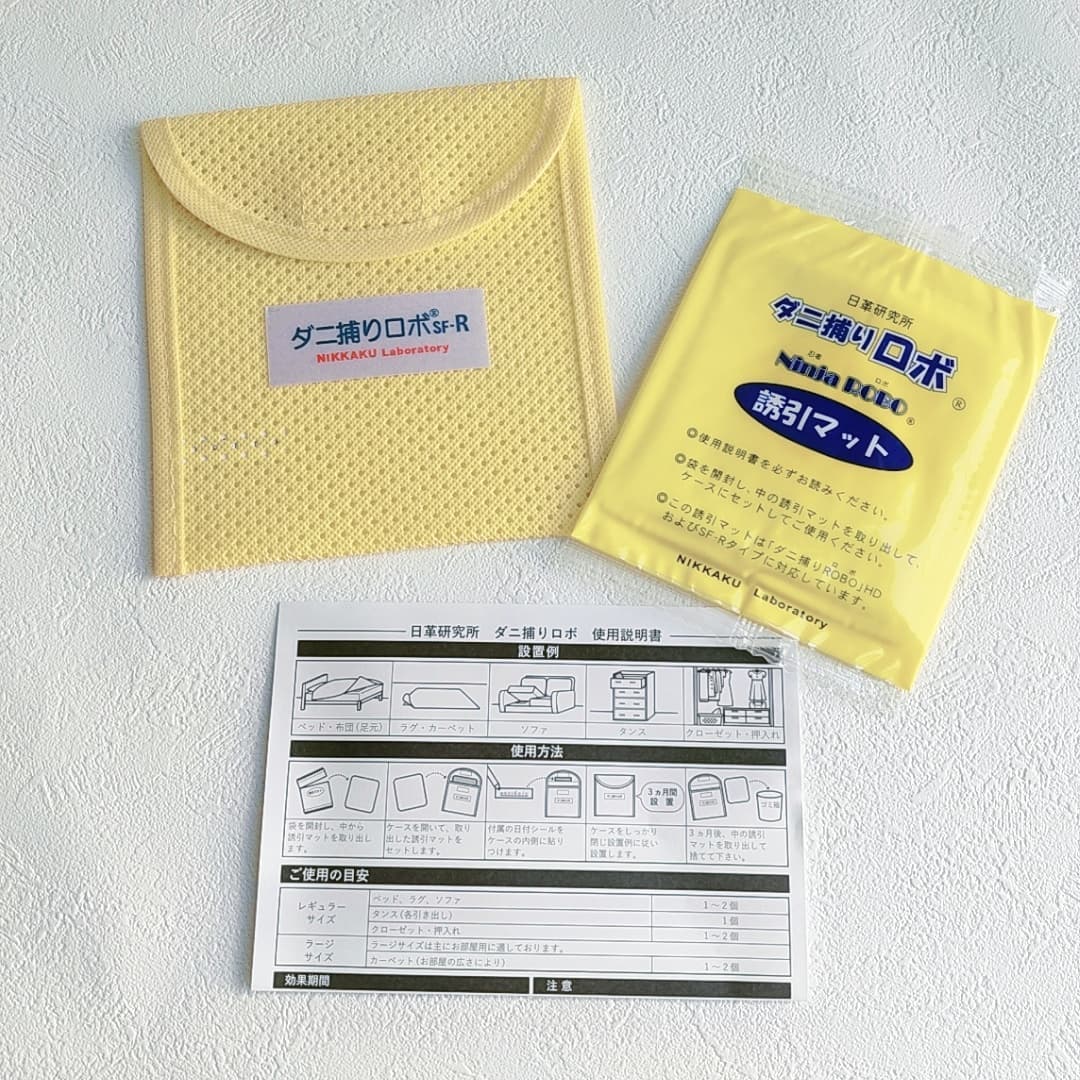 ダニ捕りロボ® SF-R
NIKKAKU Laboratory
日革研究所
ダニ捕りロボ®
忍者 ロボ
Ninja ROBO®
誘引マット
◎使用説明書を必ずお読みください。
◎袋を開封し、中の誘引マットを取り出して、
ケースにセットしてご使用ください。
◎この誘引マットは「ダニ捕りROBO」HD
ロボ
およびSF-Rタイプに対応しています。
NIKKAKU Laboratory
日革研究所 ダニ捕りロボ 使用説明書
設置例
ベッド・布団(足元)
ラグ・カーペット
ソファ
タンス
クローゼット・押入れ
使用方法
3ヵ月間
設置
ゴミ箱
袋を開封し、中から
誘引マットを取り出し
ます。
ケースを開いて、取り
出した誘引マットを
セットします。
付属の日付シールを
ケースの内側に貼り
つけます。
ケースをしっかり
閉じ設置例に従い
設置します。
3ヵ月後、中の誘引
マットを取り出して
捨てて下さい。
ご使用の目安
レギュラー
サイズ
ベッド、ラグ、ソファ 1〜2個
タンス(各引き出し) 1個
クローゼット・押入れ 1〜2個
ラージ
サイズ
ラージサイズは主にお部屋用に適しております。
カーペット(お部屋の広さにより) 1〜2個
効果期間
注意